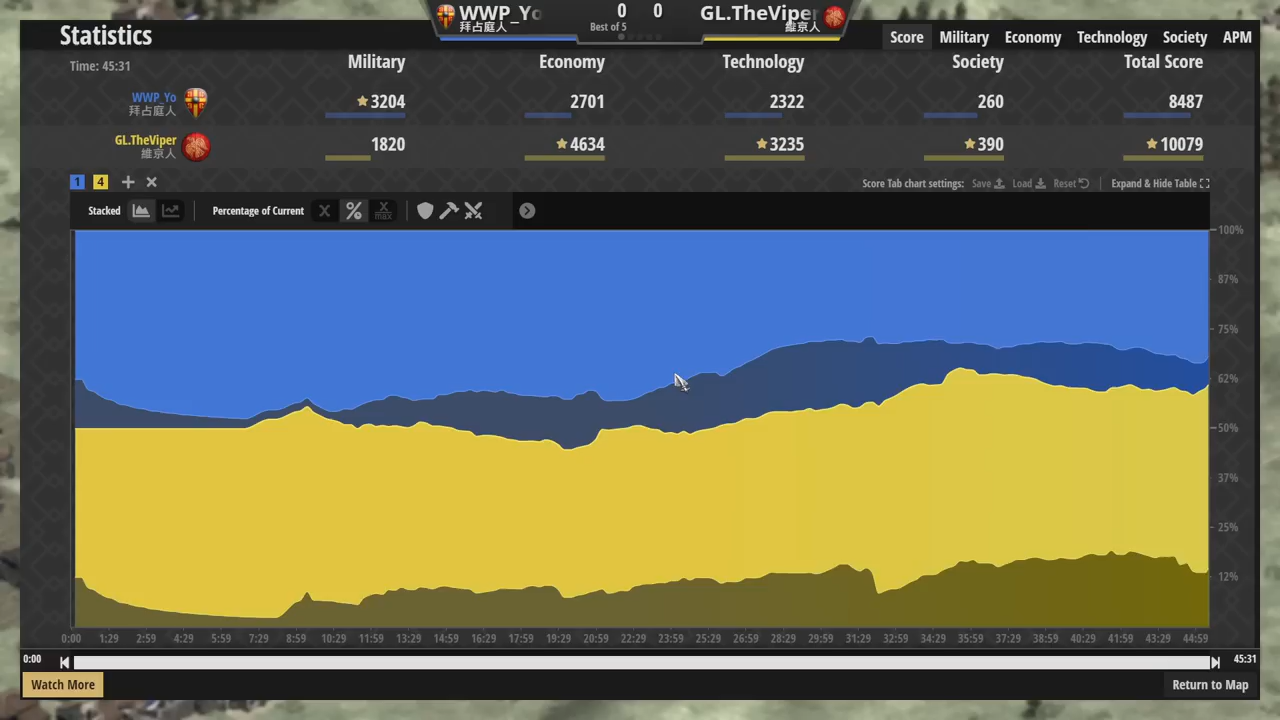 WWP_Yo
拜占庭人
0 0
Best of 5
GL.TheViper
維京人
Statistics
Score Military Economy Technology Society APM
Time: 45:31
Military Economy Technology Society Total Score
WWP_Yo
拜占庭人
3204 2701 2322 260 8487
GL.TheViper
維京人
1820 4634 3235 390 10079
1 4
Score Tab chart settings: Save Load Reset Expand & Hide Table
Stacked Percentage of Current X % X max
100%
87%
75%
62%
50%
37%
25%
12%
0:00 1:29 2:59 4:29 5:59 7:29 8:59 10:29 11:59 13:29 14:59 16:29 17:59 19:29 20:59 22:29 23:59 25:29 26:59 28:29 29:59 31:29 32:59 34:29 35:59 37:29 38:59 40:29 41:59 43:29 44:59
0:00 45:31
Watch More Return to Map